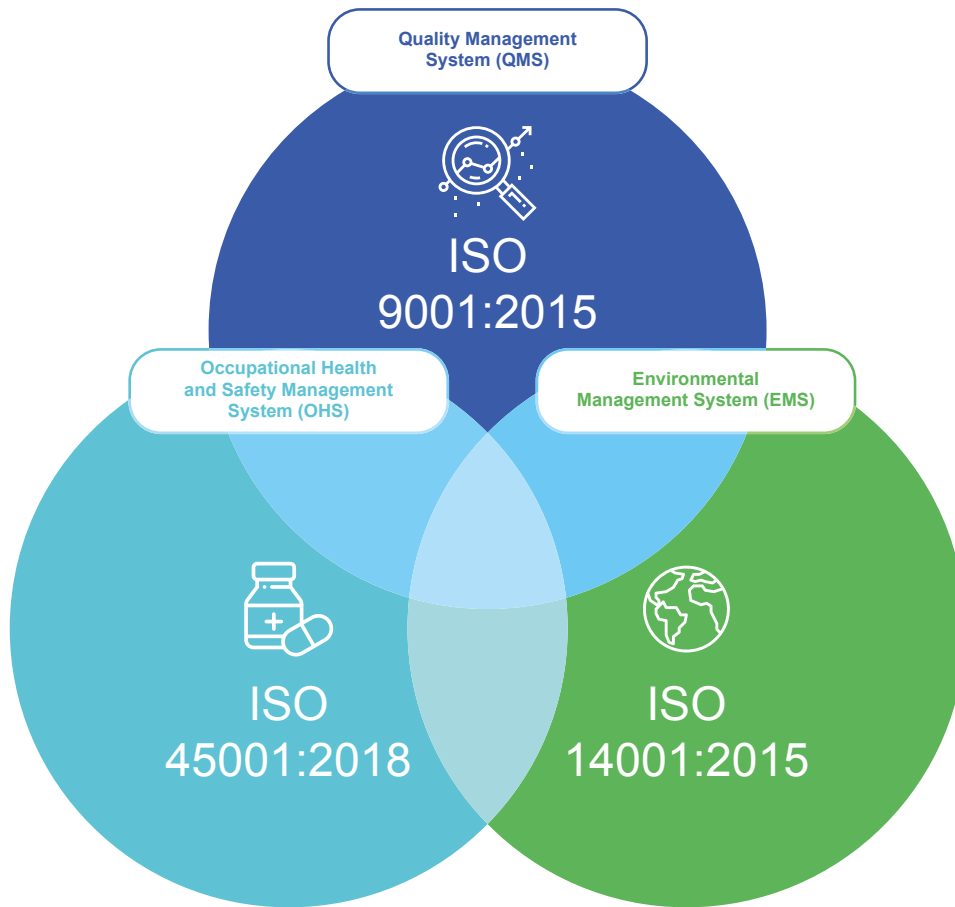 Quality Management
System (QMS)
ISO
9001:2015
Occupational Health
and Safety Management
System (OHS)
Environmental
Management System (EMS)
ISO
45001:2018
ISO
14001:2015